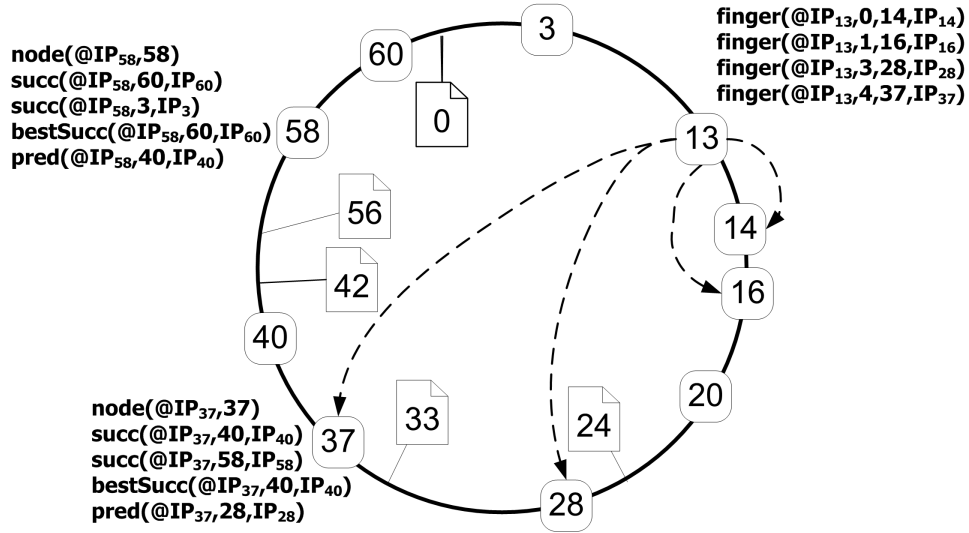 node(@IP58,58)
succ(@IP58,60,IP60)
succ(@IP58,3,IP3)
bestSucc(@IP58,60,IP60)
pred(@IP58,40,IP40)
finger(@IP13,0,14,IP14)
finger(@IP13,1,16,IP16)
finger(@IP13,3,28,IP28)
finger(@IP13,4,37,IP37)
3
60
0
58
13
56
14
42
16
40
20
33
24
37
28
node(@IP37,37)
succ(@IP37,40,IP40)
succ(@IP37,58,IP58)
bestSucc(@IP37,40,IP40)
pred(@IP37,28,IP28)